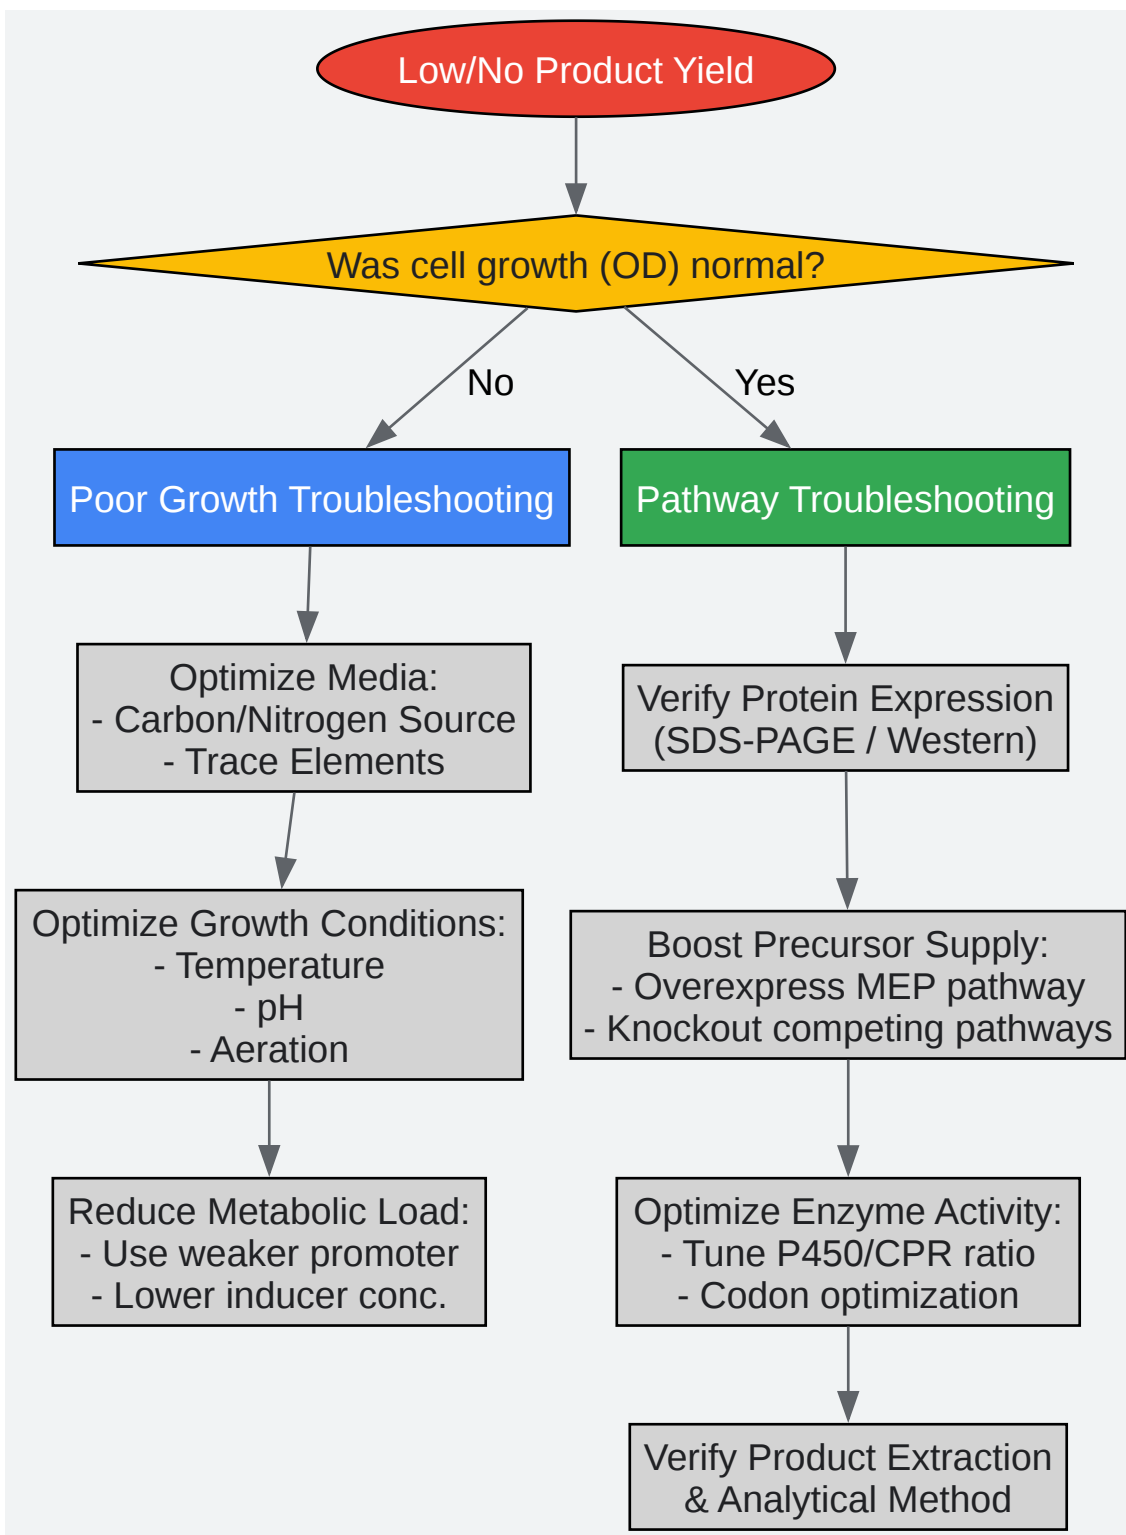 Low/No Product Yield
Was cell growth (OD) normal?
No
Yes
Poor Growth Troubleshooting
Pathway Troubleshooting
Optimize Media:
- Carbon/Nitrogen Source
- Trace Elements
Verify Protein Expression
(SDS-PAGE / Western)
Optimize Growth Conditions:
- Temperature
- pH
- Aeration
Boost Precursor Supply:
- Overexpress MEP pathway
- Knockout competing pathways
Reduce Metabolic Load:
- Use weaker promoter
- Lower inducer conc.
Optimize Enzyme Activity:
- Tune P450/CPR ratio
- Codon optimization
Verify Product Extraction
& Analytical Method